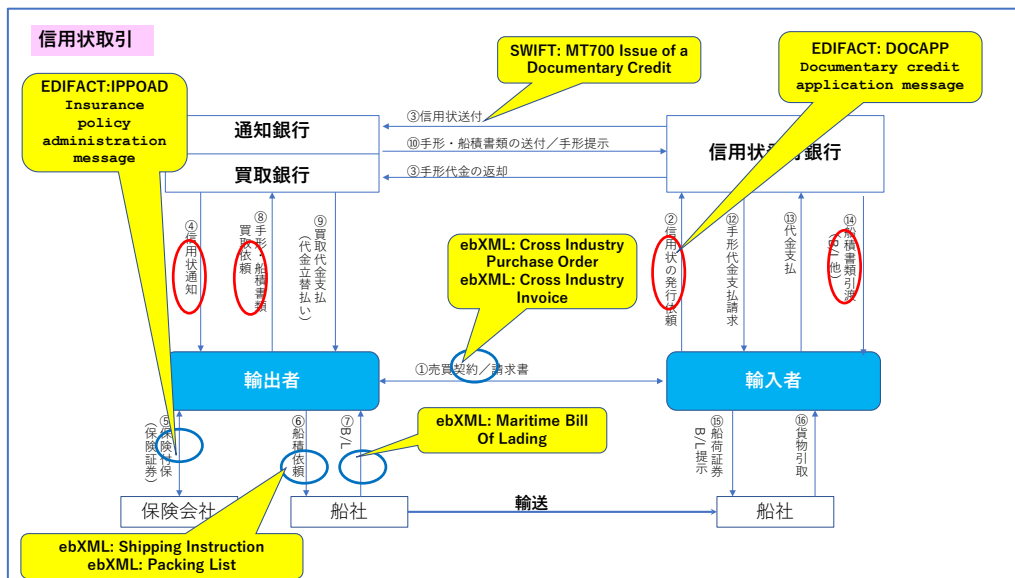 信用状取引
SWIFT: MT700 Issue of a
Documentary Credit
EDIFACT: DOCAPP
Documentary credit
application message
EDIFACT:IPPOAD
Insurance
policy
administration
message
③信用状送付
通知銀行
⑩手形・船積書類の送付／手形提示
買取銀行
③手形代金の返却
信用状
銀行
④信用状通知
⑧手形・船積書類
買取依頼
⑨買取代金支払
(代金立替払い)
②信用状の発行依頼
⑫手形代金支払請求
⑬代金支払
⑭船積書類引渡
(B/L他)
ebXML: Cross Industry
Purchase Order
ebXML: Cross Industry
Invoice
輸出者
①売買契約／請求書
輸入者
⑤保険付保
(保険証券)
⑥船積依頼
⑦B/L
ebXML: Maritime Bill
Of Lading
⑮船荷証券
B/L提示
⑯貨物引取
保険会社
船社
輸送
船社
ebXML: Shipping Instruction
ebXML: Packing List